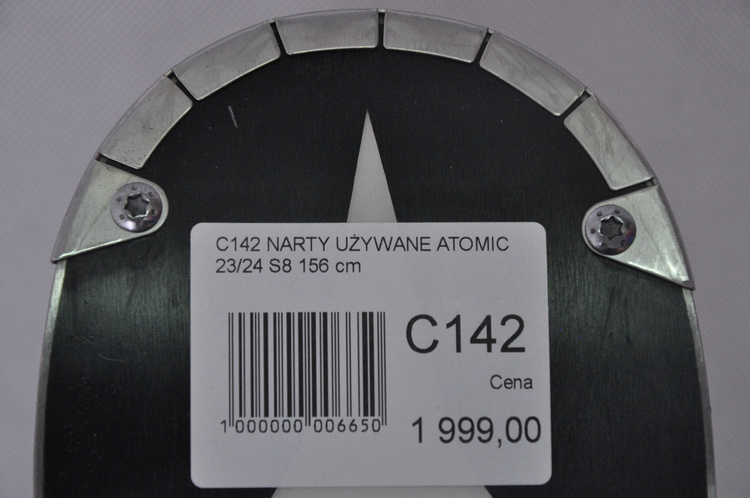 C142 NARTY UŻYWANE ATOMIC
23/24 S8 156 cm
C142
Cena
1 000000 006650
1 999,00